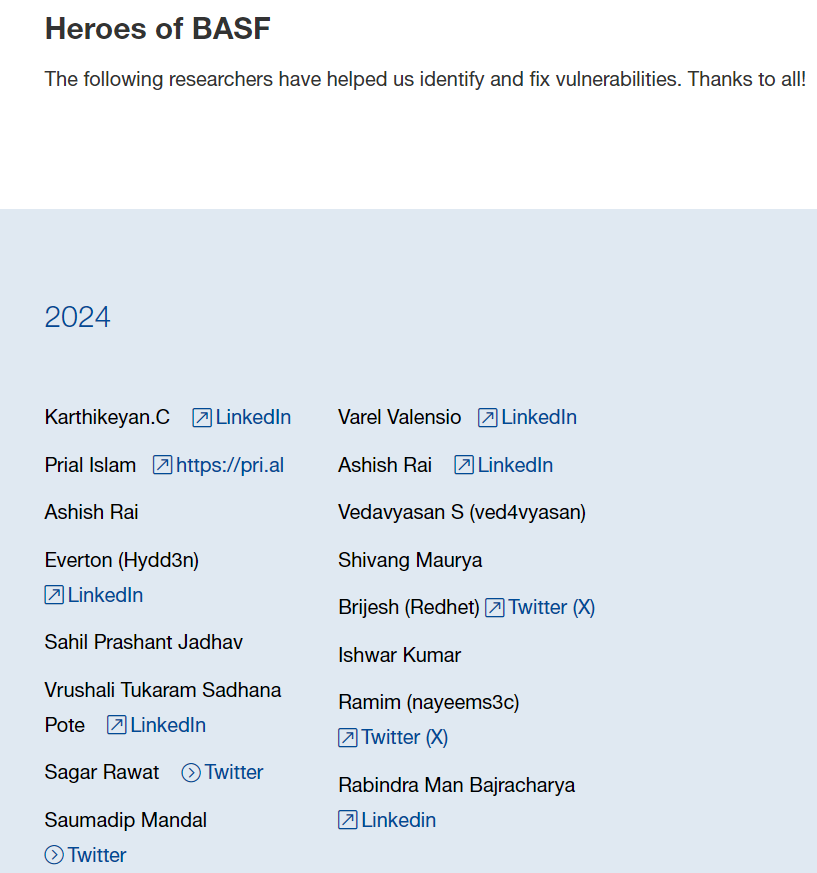 Heroes of BASF
The following researchers have helped us identify and fix vulnerabilities. Thanks to all!
2024
Karthikeyan.C LinkedIn
Prial Islam https://pri.al
Ashish Rai
Everton (Hydd3n)
LinkedIn
Sahil Prashant Jadhav
Vrushali Tukaram Sadhana
Pote LinkedIn
Sagar Rawat Twitter
Saumadip Mandal
Twitter
Varel Valensio LinkedIn
Ashish Rai LinkedIn
Vedavyasan S (ved4vyasan)
Shivang Maurya
Brijesh (Redhet) Twitter (X)
Ishwar Kumar
Ramim (nayeems3c)
Twitter (X)
Rabindra Man Bajracharya
Linkedin